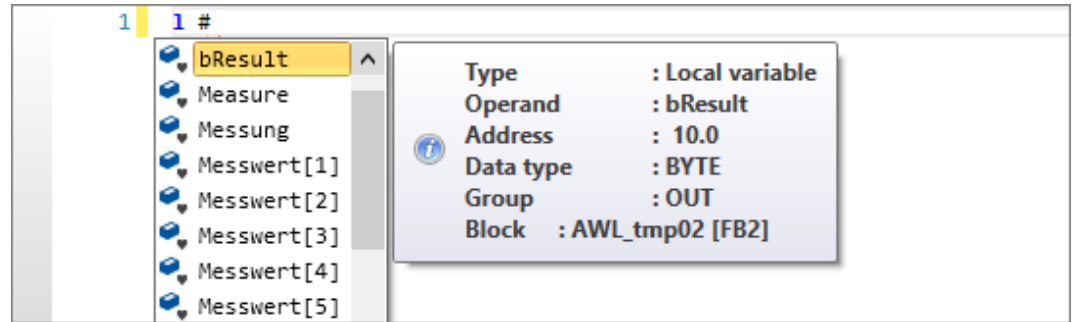 1 l #
bResult
Measure
Messung
Messwert[1]
Messwert[2]
Messwert[3]
Messwert[4]
Messwert[5]
Type : Local variable
Operand : bResult
Address : 10.0
Data type : BYTE
Group : OUT
Block : AWL_tmp02 [FB2]